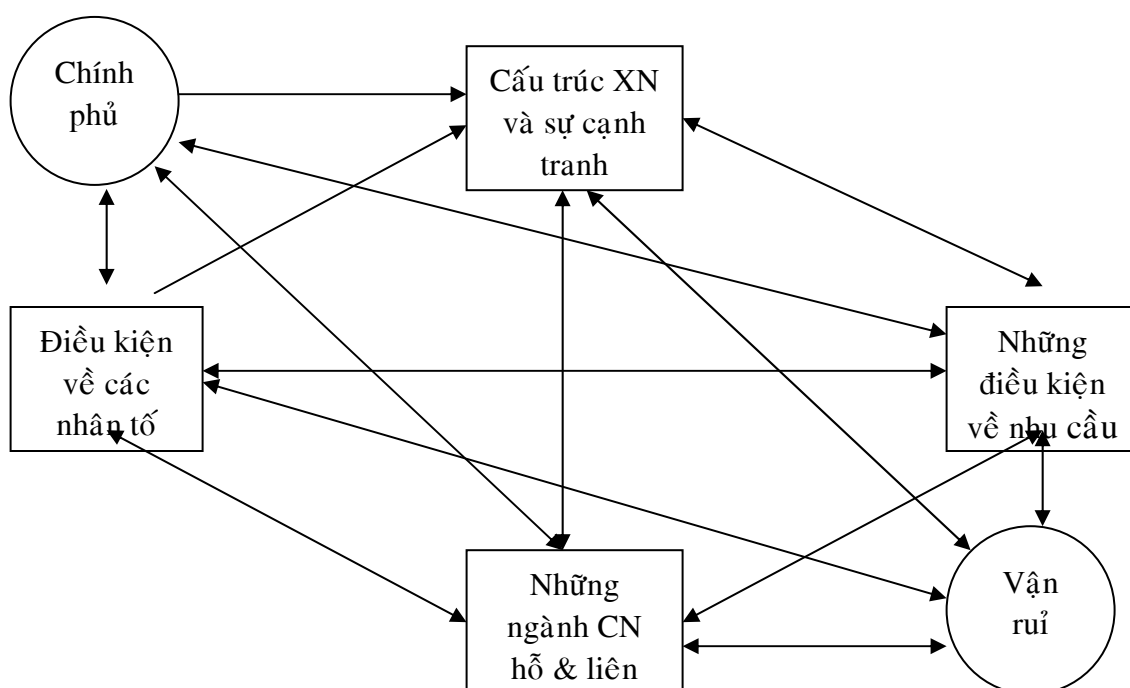 Chính
phủ
Cấu trúc XN
và sự cạnh
tranh
Điều kiện
về các
nhân tố
Những
điều kiện
về nhu cầu
Những
ngành CN
hỗ & liên
Vận
ruỉ